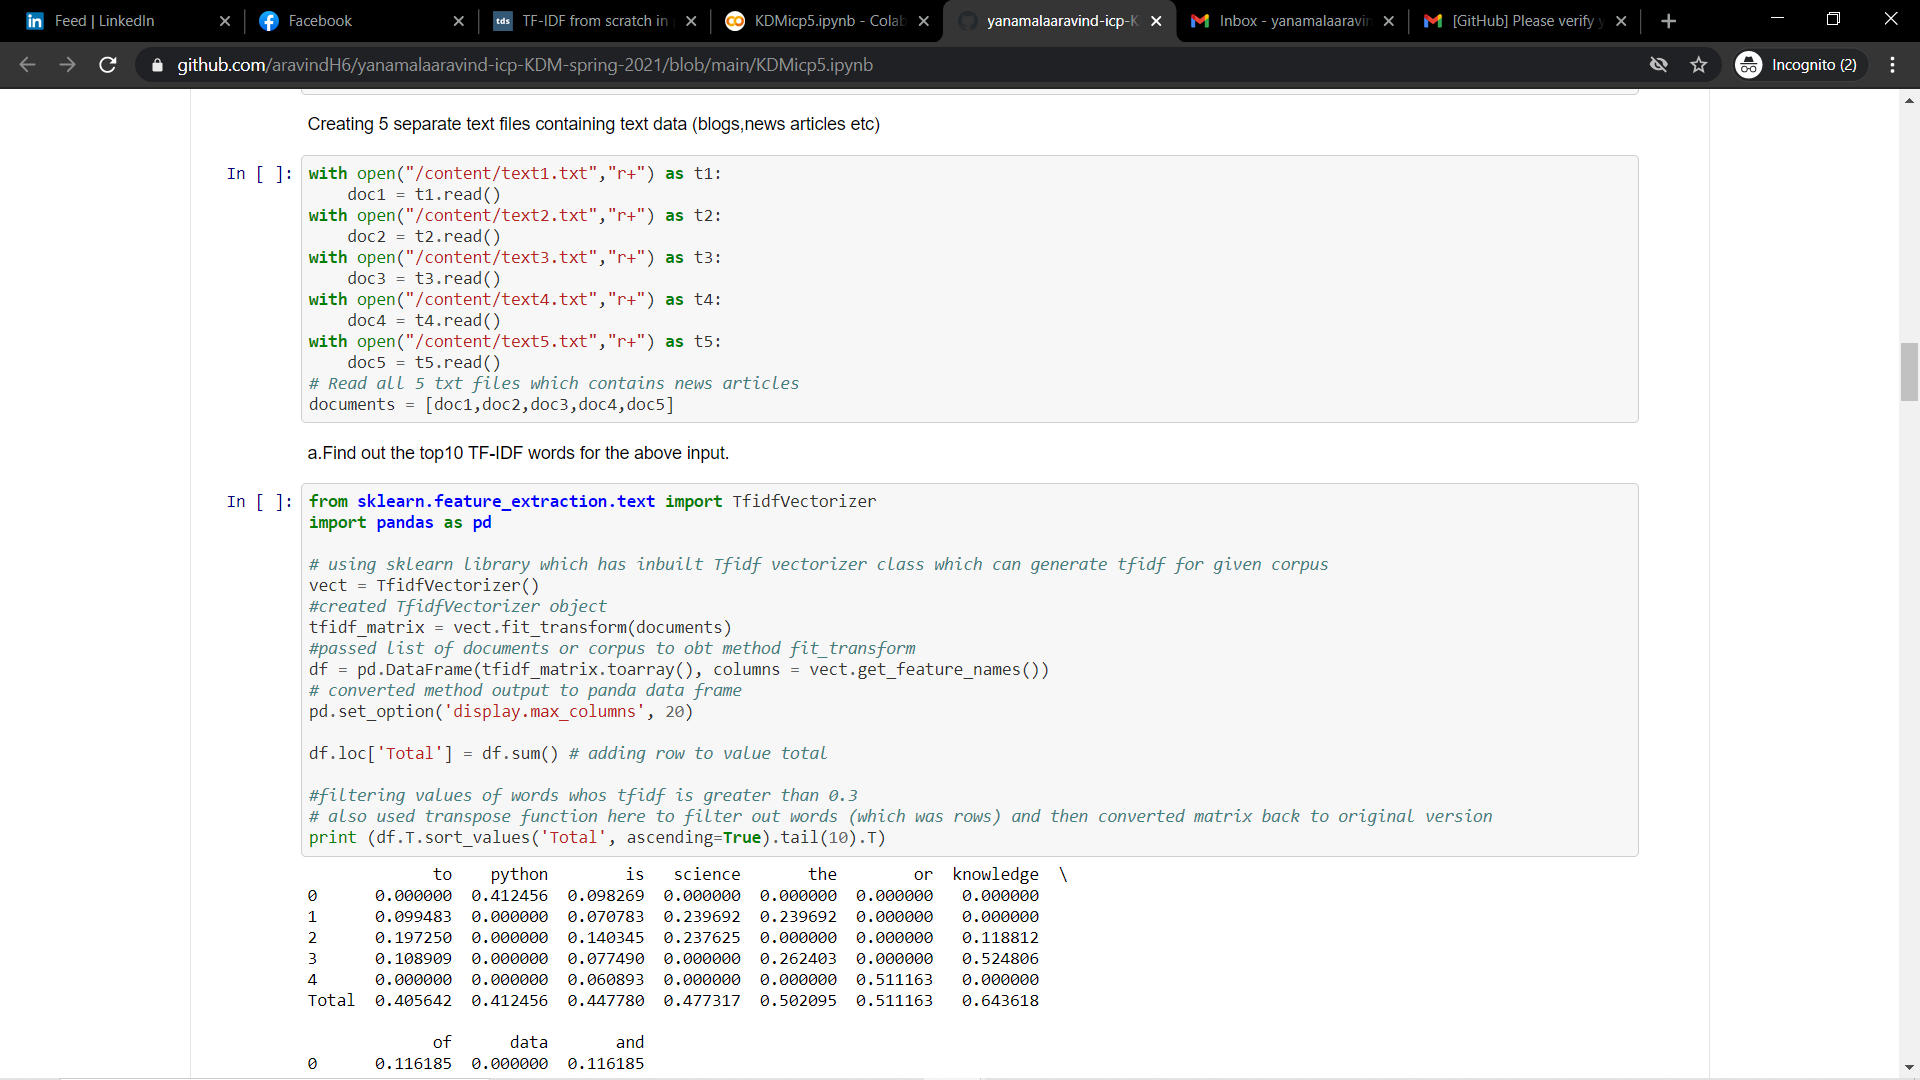 Feed | LinkedIn
Facebook
tds TF-IDF from scratch in
KDMicp5.ipynb - Colab
yanamalaaravind-icp-K
Inbox - yanamalaaravin
[GitHub] Please verify y
github.com/aravindH6/yanamalaaravind-icp-KDM-spring-2021/blob/main/KDMicp5.ipynb
Incognito (2)
Creating 5 separate text files containing text data (blogs,news articles etc)
In [ ]: with open("/content/text1.txt","r+") as t1:
    doc1 = t1.read()
with open("/content/text2.txt","r+") as t2:
    doc2 = t2.read()
with open("/content/text3.txt","r+") as t3:
    doc3 = t3.read()
with open("/content/text4.txt","r+") as t4:
    doc4 = t4.read()
with open("/content/text5.txt","r+") as t5:
    doc5 = t5.read()
# Read all 5 txt files which contains news articles
documents = [doc1,doc2,doc3,doc4,doc5]
a.Find out the top10 TF-IDF words for the above input.
In [ ]: from sklearn.feature_extraction.text import TfidfVectorizer
import pandas as pd
# using sklearn library which has inbuilt Tfidf vectorizer class which can generate tfidf for given corpus
vect = TfidfVectorizer()
#created TfidfVectorizer object
tfidf_matrix = vect.fit_transform(documents)
#passed list of documents or corpus to obt method fit_transform
df = pd.DataFrame(tfidf_matrix.toarray(), columns = vect.get_feature_names())
# converted method output to panda data frame
pd.set_option('display.max_columns', 20)
df.loc['Total'] = df.sum() # adding row to value total
#filtering values of words whos tfidf is greater than 0.3
# also used transpose function here to filter out words (which was rows) and then converted matrix back to original version
print (df.T.sort_values('Total', ascending=True).tail(10).T)
to python is science the or knowledge \
0 0.000000 0.412456 0.098269 0.000000 0.000000 0.000000 0.000000
1 0.099483 0.000000 0.070783 0.239692 0.239692 0.000000 0.000000
2 0.197250 0.000000 0.140345 0.237625 0.000000 0.000000 0.118812
3 0.108909 0.000000 0.077490 0.000000 0.262403 0.000000 0.524806
4 0.000000 0.000000 0.060893 0.000000 0.000000 0.511163 0.000000
Total 0.405642 0.412456 0.447780 0.477317 0.502095 0.511163 0.643618
of data and
0 0.116185 0.000000 0.116185